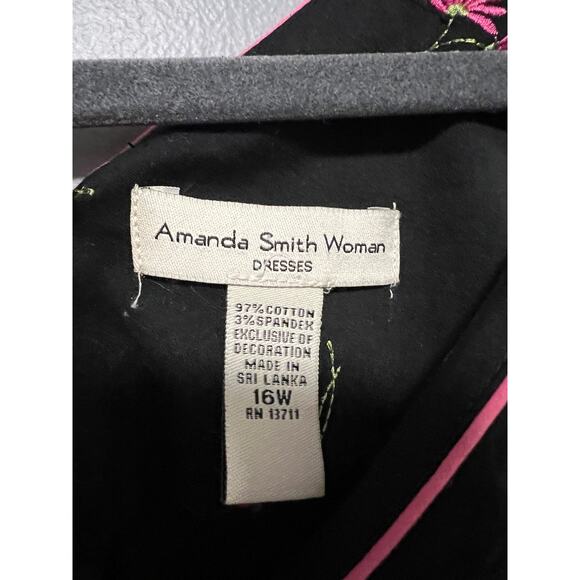 Amanda Smith Woman
DRESSES
97% COTTON
3% SPANDEX
EXCLUSIVE OF
DECORATION
MADE IN
SRI LANKA
16W
RN 13711